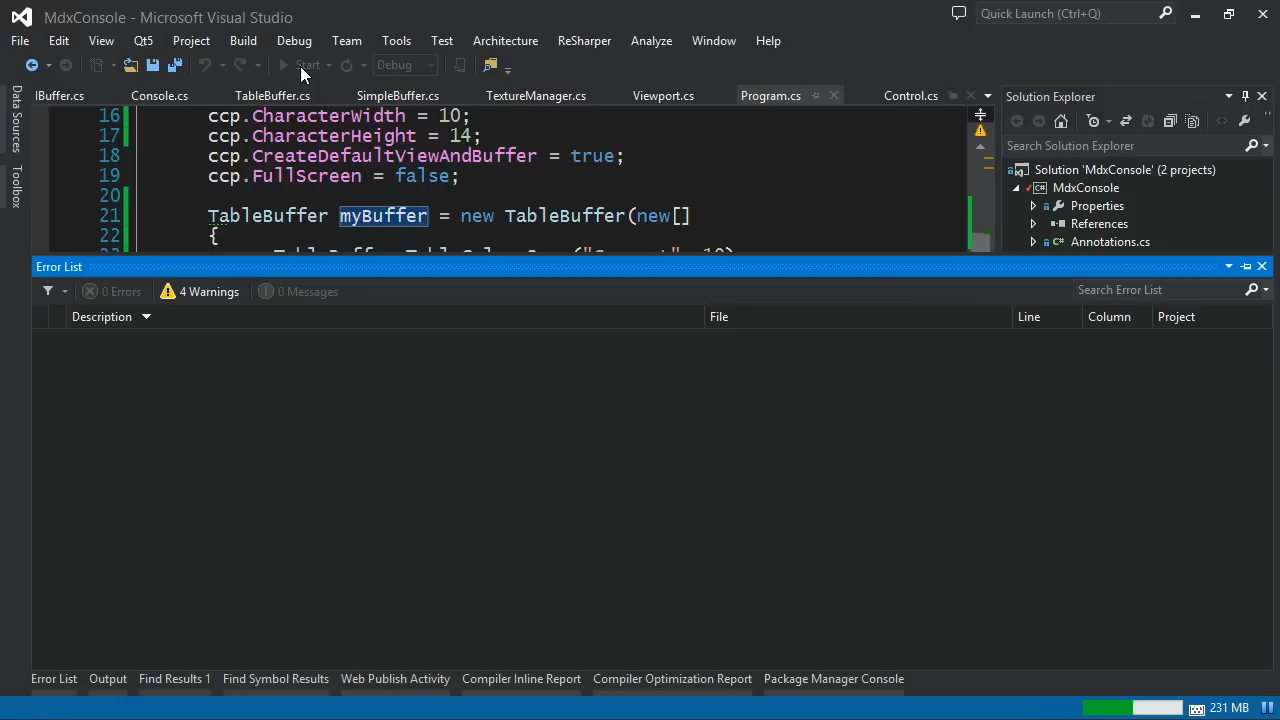 MdxConsole - Microsoft Visual Studio
Quick Launch (Ctrl+Q)
File Edit View Qt5 Project Build Debug Team Tools Test Architecture ReSharper Analyze Window Help
Start Debug
Data Sources
Toolbox
lBuffer.cs Console.cs TableBuffer.cs SimpleBuffer.cs TextureManager.cs Viewport.cs Program.cs Control.cs
16 ccp.CharacterWidth = 10;
17 ccp.CharacterHeight = 14;
18 ccp.CreateDefaultViewAndBuffer = true;
19 ccp.FullScreen = false;
20
21 TableBuffer myBuffer = new TableBuffer(new[]
22 {
Solution Explorer
Search Solution Explorer
Solution 'MdxConsole' (2 projects)
MdxConsole
Properties
References
Annotations.cs
Error List
0 Errors 4 Warnings 0 Messages
Search Error List
Description File Line Column Project
Error List Output Find Results 1 Find Symbol Results Web Publish Activity Compiler Inline Report Compiler Optimization Report Package Manager Console
231 MB